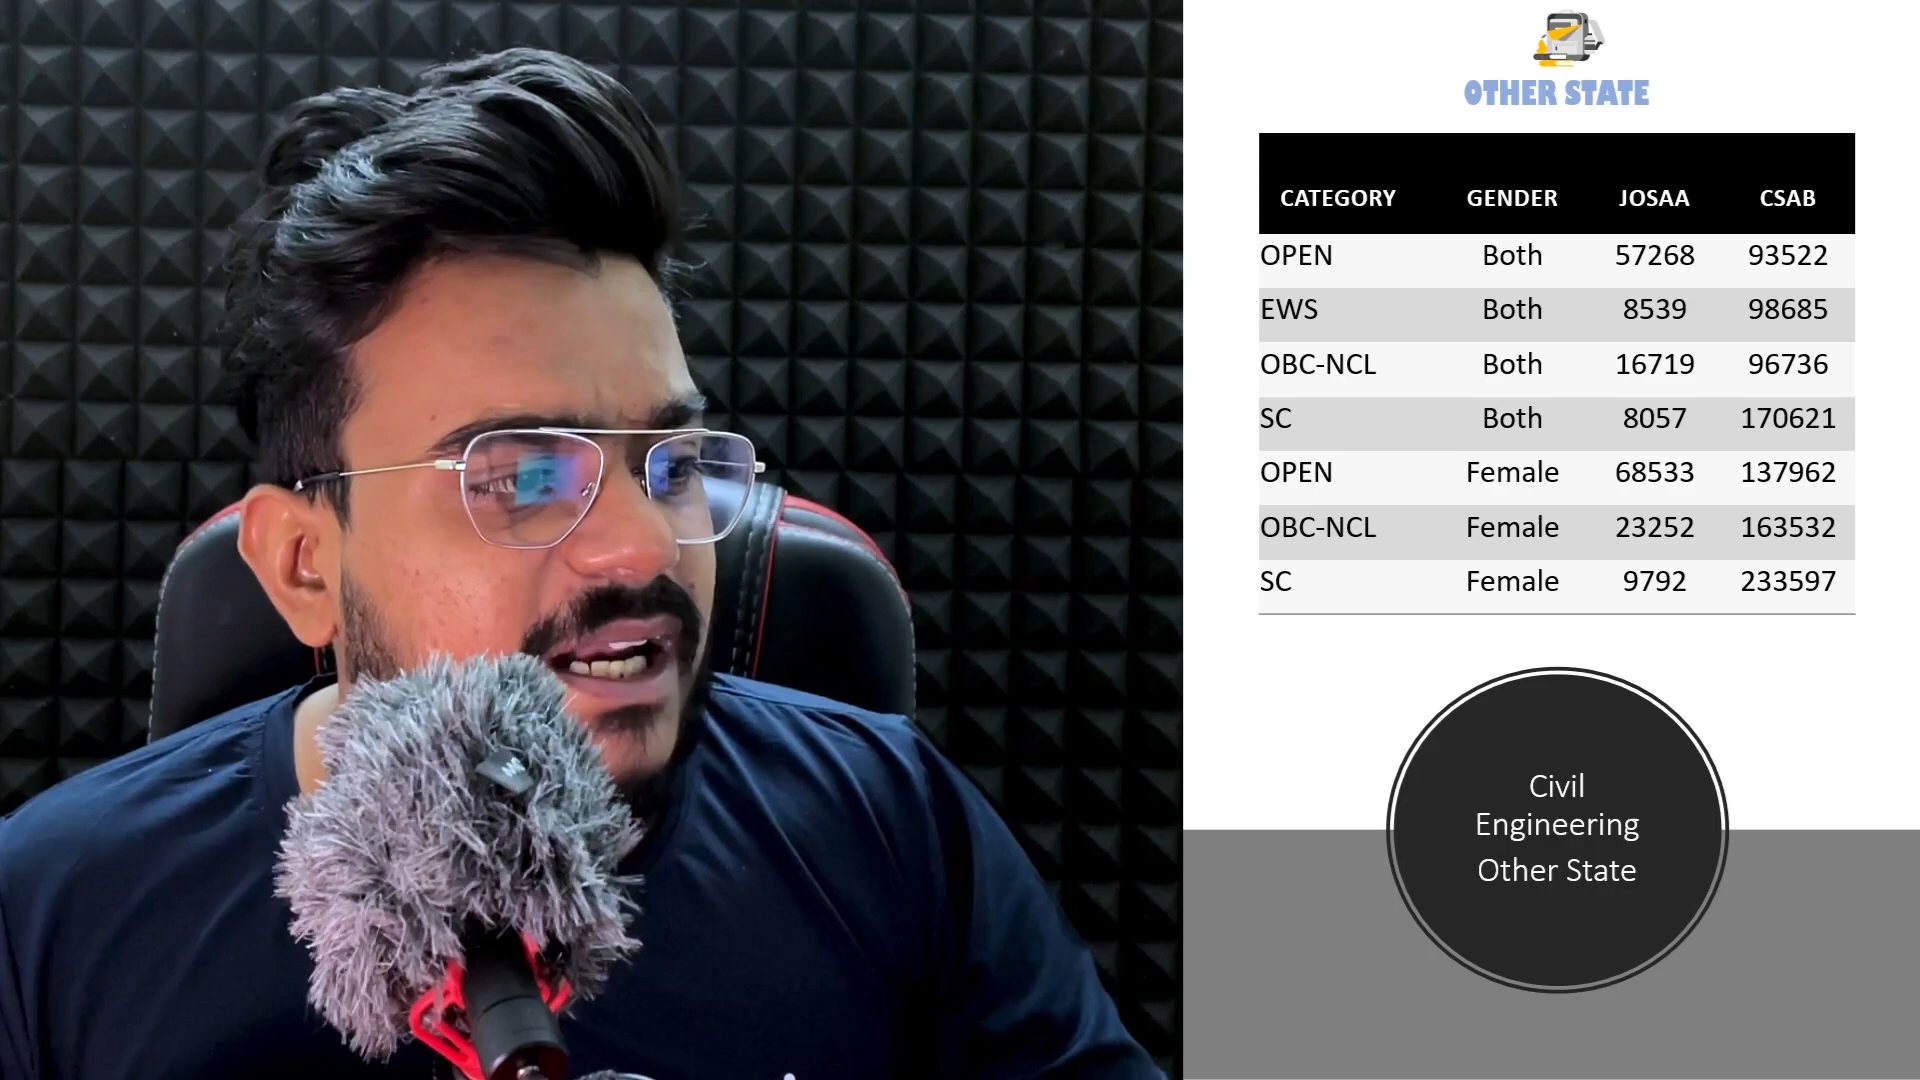 OTHER STATE
CATEGORY GENDER JOSAA CSAB
OPEN Both 57268 93522
EWS Both 8539 98685
OBC-NCL Both 16719 96736
SC Both 8057 170621
OPEN Female 68533 137962
OBC-NCL Female 23252 163532
SC Female 9792 233597
Civil
Engineering
Other State